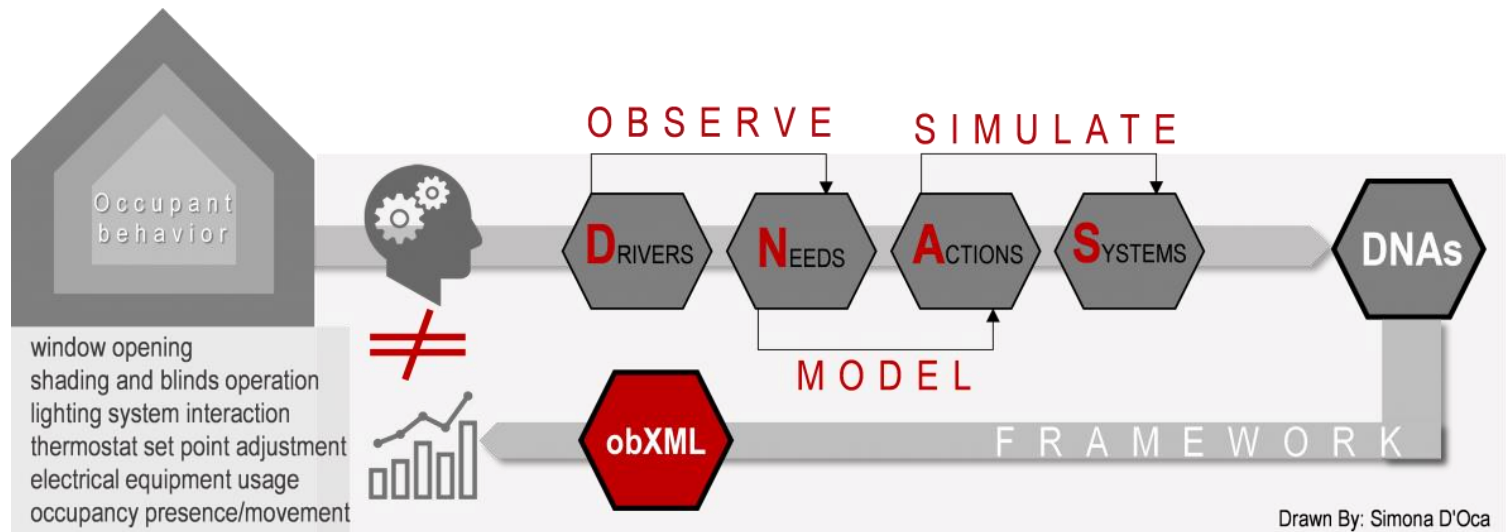 OBSERVE
SIMULATE
Occupant
behavior
DRIVERS
NEEDS
ACTIONS
SYSTEMS
DNAs
MODEL
window opening
shading and blinds operation
lighting system interaction
thermostat set point adjustment
electrical equipment usage
occupancy presence/movement
obXML
FRAMEWORK
Drawn By: Simona D'Oca